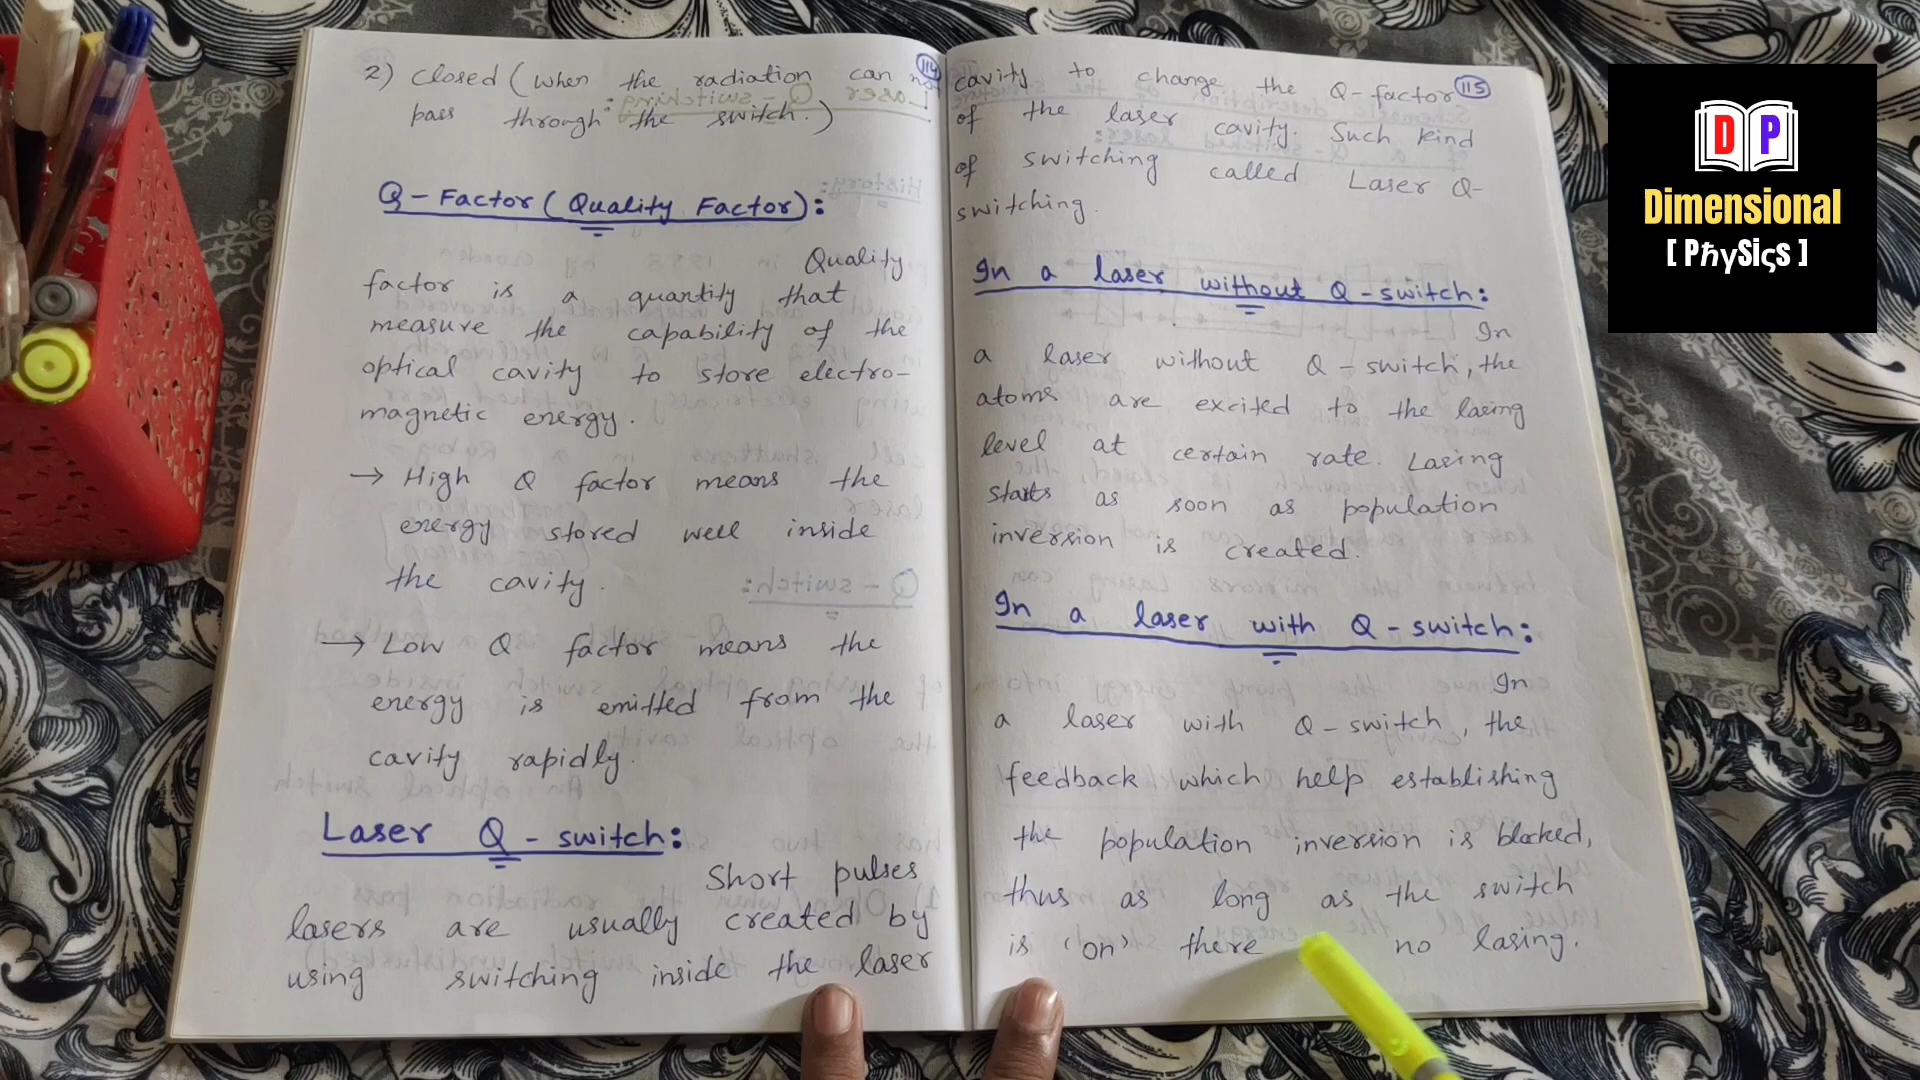 114
2) closed (when the radiation can not
pass through the switch.)
Q-Factor (Quality Factor):
Quality
factor is a quantity that
measure the capability of the
optical cavity to store electro-
magnetic energy.
→ High Q factor means the
energy stored well inside
the cavity.
→ Low Q factor means the
energy is emitted from the
cavity rapidly.
Laser Q-switch:
Short pulses
lasers are usually created by
using switching inside the laser
115
cavity to change the Q-factor
of the laser cavity. Such kind
of switching called Laser Q-
switching.
In a laser without Q-switch:
In
a laser without Q-switch, the
atoms are excited to the lasing
level at certain rate. Lasing
starts as soon as population
inversion is created.
In a laser with Q-switch:
In
a laser with Q-switch, the
feedback which help establishing
the population inversion is blocked,
thus as long as the switch
is 'on' there no lasing.
DP
Dimensional
[PhySiçs]